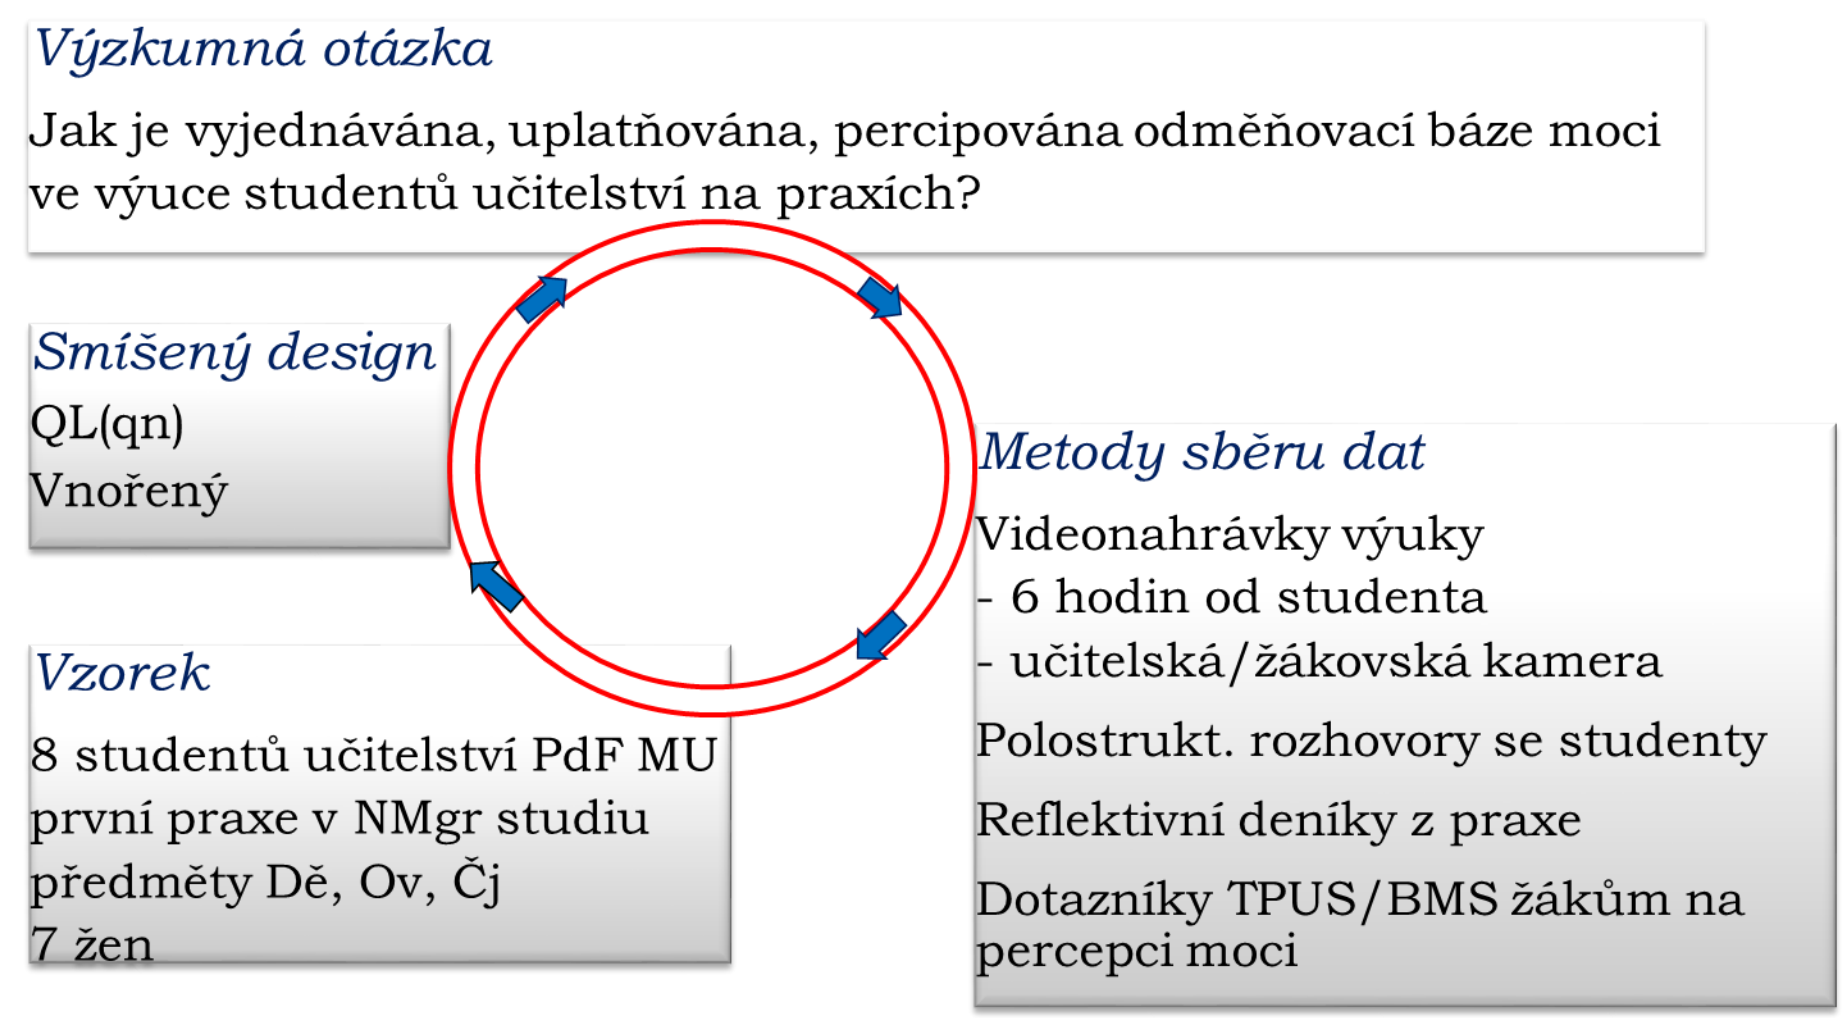 Výzkumná otázka
Jak je vyjednávána, uplatňována, percipována odměňovací báze moci
ve výuce studentů učitelství na praxích?
Smíšený design
QL(qn)
Vnořený
Metody sběru dat
Videonahrávky výuky
- 6 hodin od studenta
- učitelská/žákovská kamera
Polostrukt. rozhovory se studenty
Reflektivní deníky z praxe
Dotazníky TPUS/BMS žákům na
percepci moci
Vzorek
8 studentů učitelství PdF MU
první praxe v NMgr studiu
předměty Dě, Ov, Čj
7 žen